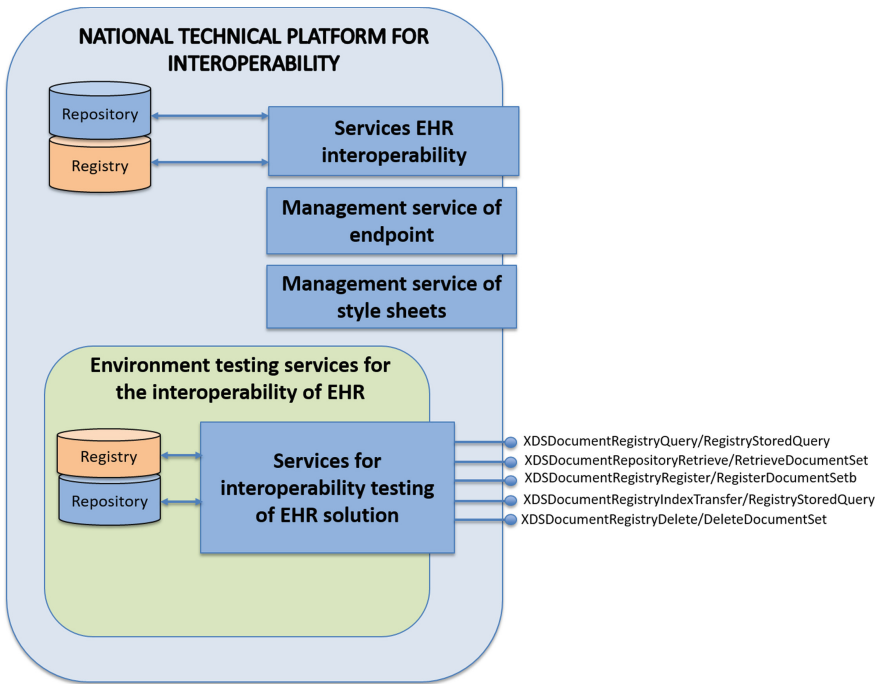 NATIONAL TECHNICAL PLATFORM FOR
INTEROPERABILITY
Repository
Registry
Services EHR
interoperability
Management service of
endpoint
Management service of
style sheets
Environment testing services for
the interoperability of EHR
Registry
Repository
Services for
interoperability testing
of EHR solution
XDSDocumentRegistryQuery/RegistryStoredQuery
XDSDocumentRepositoryRetrieve/RetrieveDocumentSet
XDSDocumentRegistryRegister/RegisterDocumentSetb
XDSDocumentRegistryIndexTransfer/RegistryStoredQuery
XDSDocumentRegistryDelete/DeleteDocumentSet